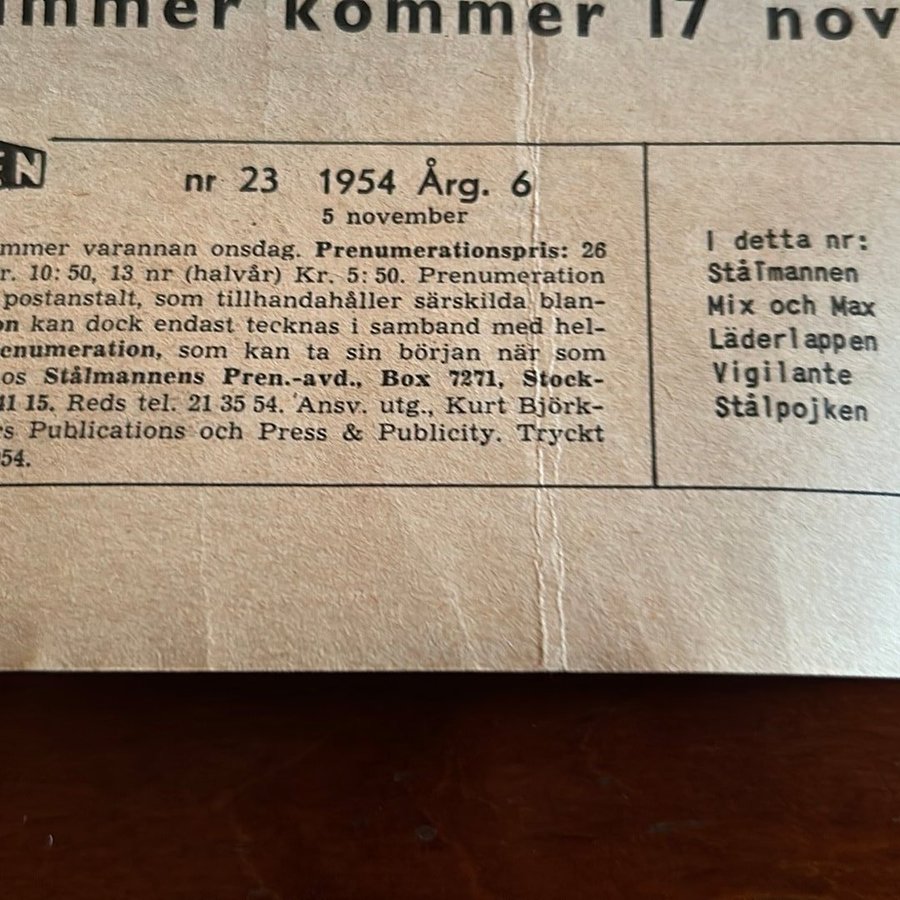 mmer kommer 17 nov
EN
nr 23 1954 Årg. 6
5 november
mmer varannan onsdag. Prenumerationspris: 26
r. 10:50, 13 nr (halvår) Kr. 5:50. Prenumeration
postanstalt, som tillhandahåller särskilda blan-
on kan dock endast tecknas i samband med hel-
enumeration, som kan ta sin början när som
os Stålmannens Pren.-avd., Box 7271, Stock-
41 15. Reds tel. 21 35 54. Ansv. utg., Kurt Björk-
s Publications och Press & Publicity. Tryckt
54.
I detta nr:
Stålmannen
Mix och Max
Läderlappen
Vigilante
Stålpojken